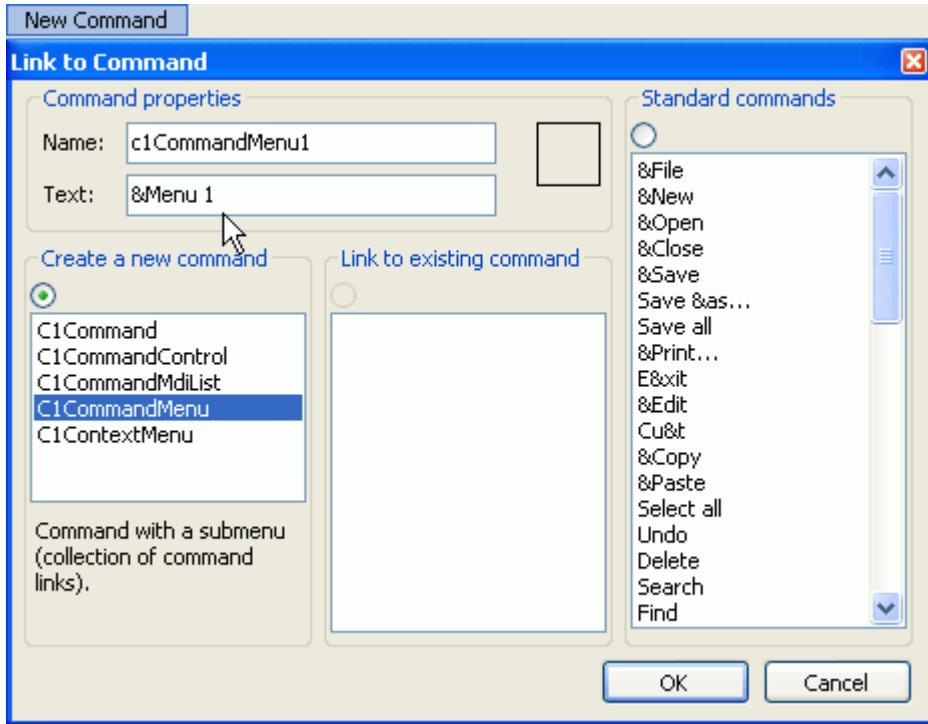 New Command
Link to Command
Command properties
Name: c1CommandMenu1
Text: &Menu 1
Create a new command
C1Command
C1CommandControl
C1CommandMdiList
C1CommandMenu
C1ContextMenu
Command with a submenu
(collection of command
links).
Link to existing command
Standard commands
&File
&New
&Open
&Close
&Save
Save &as...
Save all
&Print...
E&xit
&Edit
Cu&t
&Copy
&Paste
Select all
Undo
Delete
Search
Find
OK
Cancel